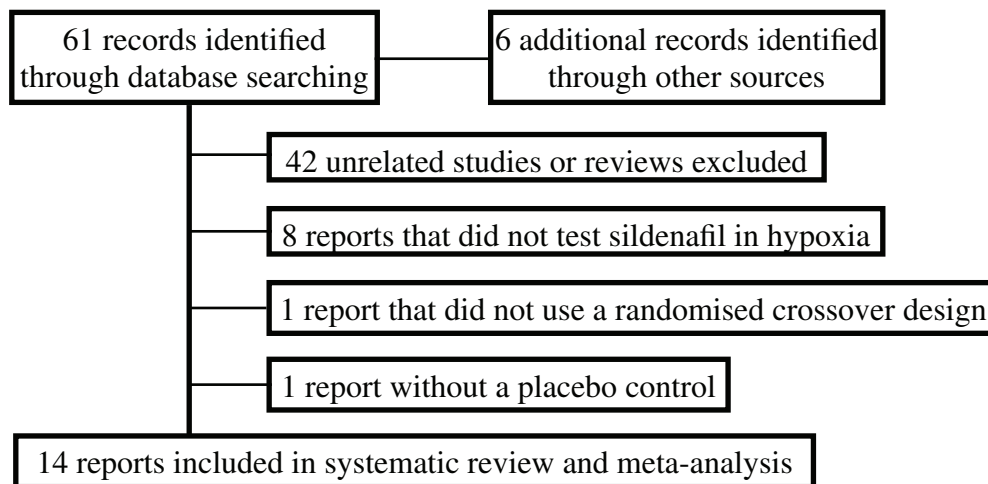 61 records identified
through database searching
6 additional records identified
through other sources
42 unrelated studies or reviews excluded
8 reports that did not test sildenafil in hypoxia
1 report that did not use a randomised crossover design
1 report without a placebo control
14 reports included in systematic review and meta-analysis